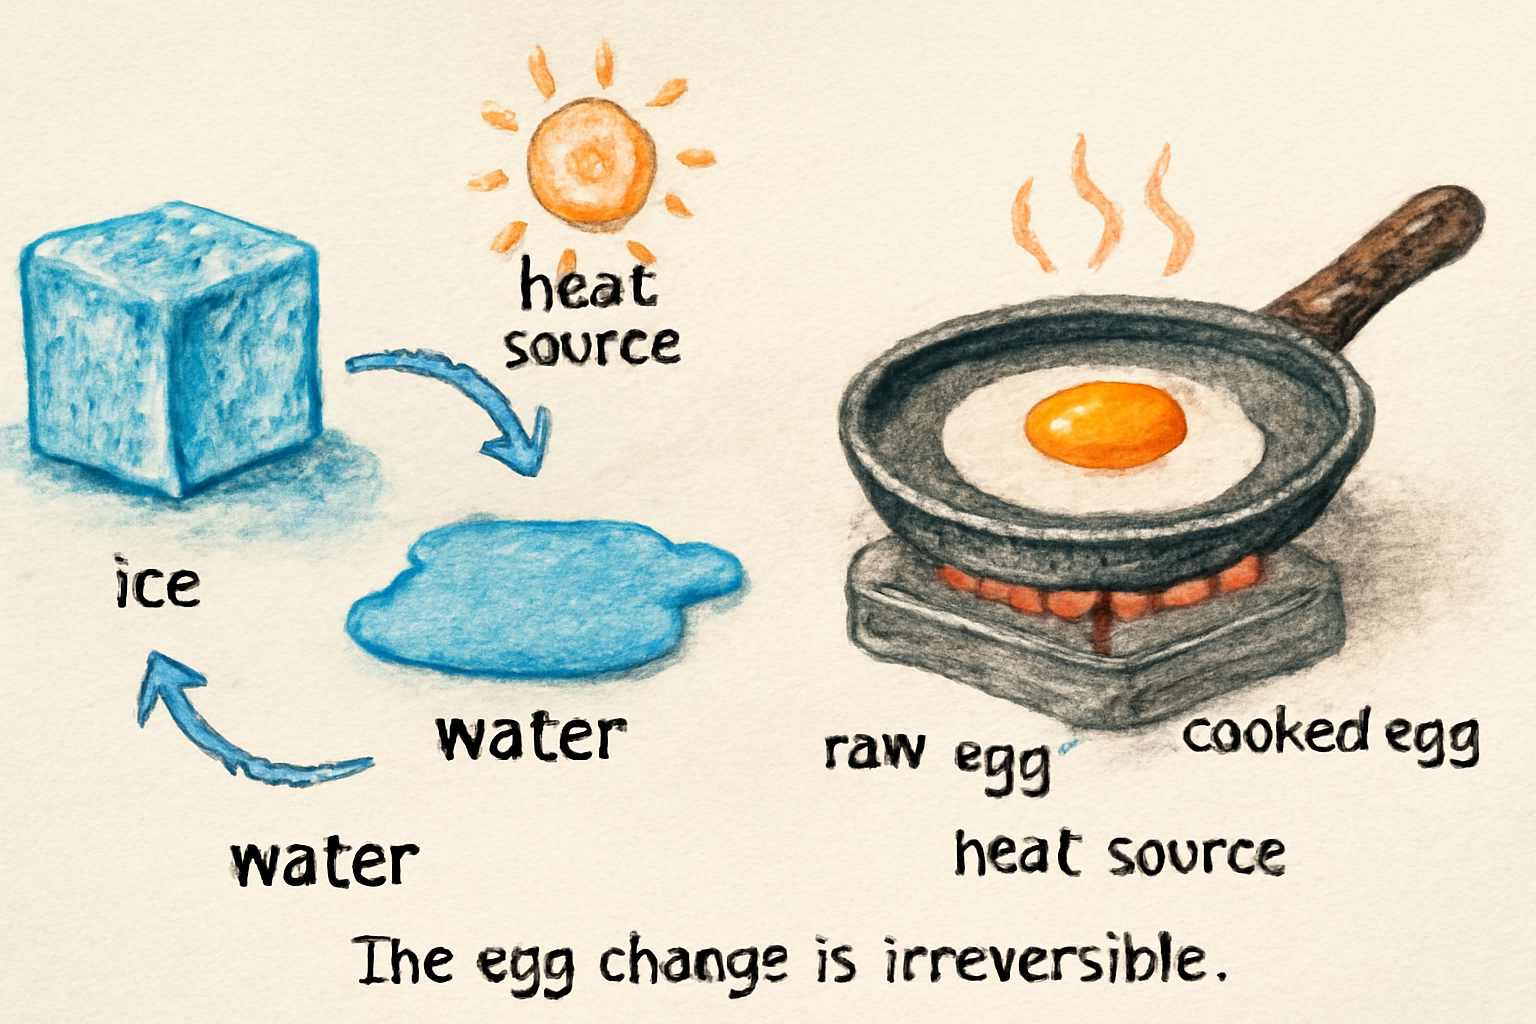 heat
source
ice
water
water
raw egg
cooked egg
heat source
The egg change is irreversible.